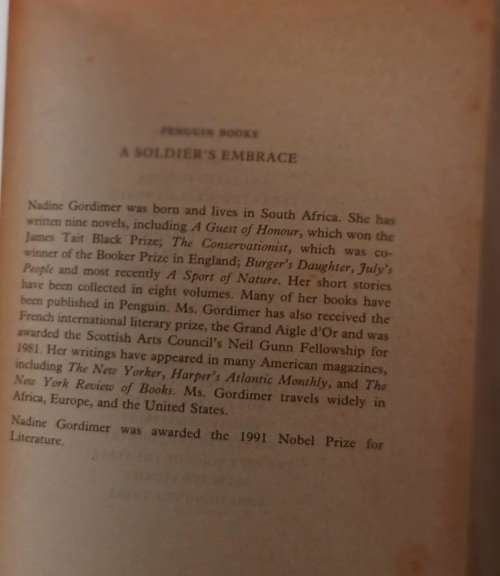 PENGUIN BOOKS
A SOLDIER'S EMBRACE
Nadine Gordimer was born and lives in South Africa. She has
written nine novels, including A Guest of Honour, which won the
James Tait Black Prize; The Conservationist, which was co-
winner of the Booker Prize in England; Burger's Daughter, July's
People and most recently A Sport of Nature. Her short stories
have been collected in eight volumes. Many of her books have
been published in Penguin. Ms. Gordimer has also received the
French international literary prize, the Grand Aigle d'Or and was
awarded the Scottish Arts Council's Neil Gunn Fellowship for
1981. Her writings have appeared in many American magazines,
including The New Yorker, Harper's Atlantic Monthly, and The
New York Review of Books. Ms. Gordimer travels widely in
Africa, Europe, and the United States.
Nadine Gordimer was awarded the 1991 Nobel Prize for
Literature.